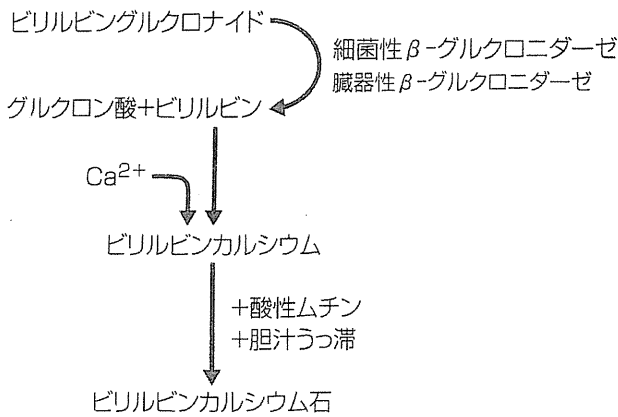 ビリルビングルクロナイド
細菌性β-グルクロニダーゼ
臓器性β-グルクロニダーゼ
グルクロン酸+ビリルビン
Ca²⁺
ビリルビンカルシウム
+酸性ムチン
+胆汁うっ滞
ビリルビンカルシウム石